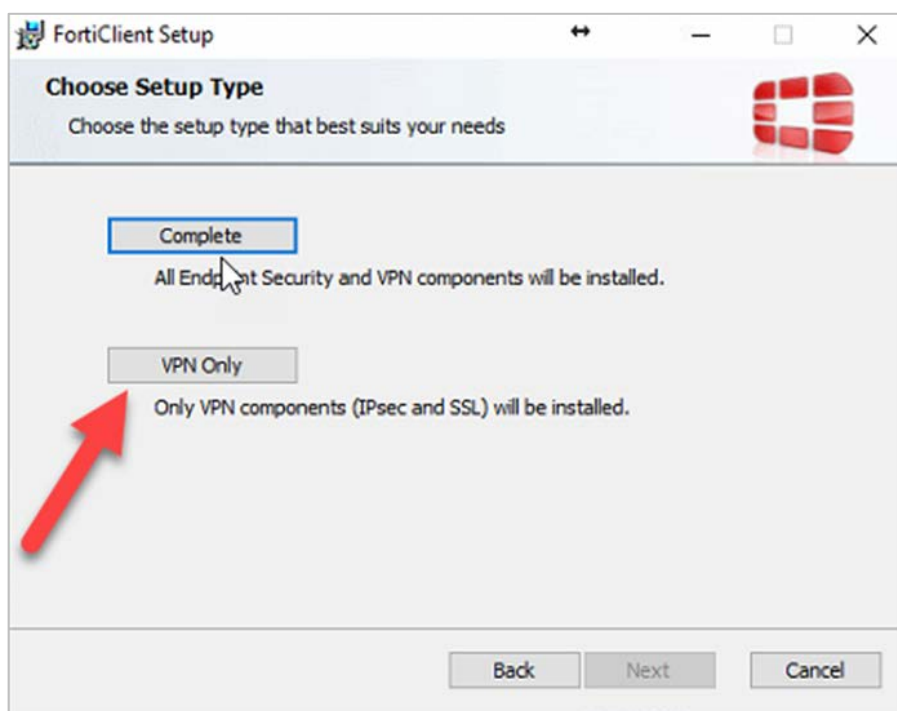 FortiClient Setup
Choose Setup Type
Choose the setup type that best suits your needs
Complete
All Endpoint Security and VPN components will be installed.
VPN Only
Only VPN components (IPsec and SSL) will be installed.
Back Next Cancel